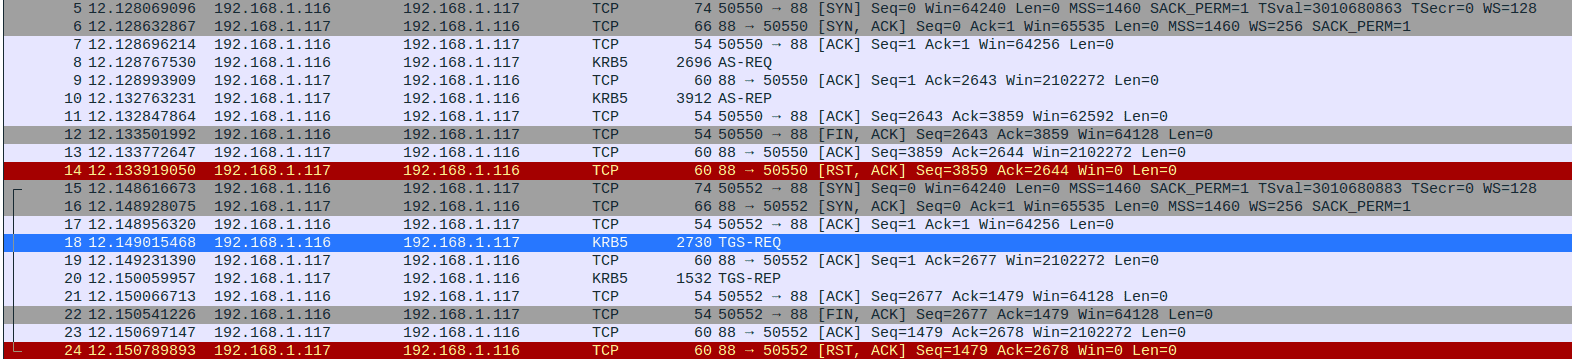 5 12.128069096 192.168.1.116 192.168.1.117 TCP 74 50550 → 88 [SYN] Seq=0 Win=64240 Len=0 MSS=1460 SACK_PERM=1 TSval=3010680863 TSecr=0 WS=128
6 12.128632867 192.168.1.117 192.168.1.116 TCP 66 88 → 50550 [SYN, ACK] Seq=0 Ack=1 Win=65535 Len=0 MSS=1460 WS=256 SACK_PERM=1
7 12.128696214 192.168.1.116 192.168.1.117 TCP 54 50550 → 88 [ACK] Seq=1 Ack=1 Win=64256 Len=0
8 12.128767530 192.168.1.116 192.168.1.117 KRB5 2696 AS-REQ
9 12.128993909 192.168.1.117 192.168.1.116 TCP 60 88 → 50550 [ACK] Seq=1 Ack=2643 Win=2102272 Len=0
10 12.132763231 192.168.1.117 192.168.1.116 KRB5 3912 AS-REP
11 12.132847864 192.168.1.116 192.168.1.117 TCP 54 50550 → 88 [ACK] Seq=2643 Ack=3859 Win=62592 Len=0
12 12.133501992 192.168.1.116 192.168.1.117 TCP 54 50550 → 88 [FIN, ACK] Seq=2643 Ack=3859 Win=64128 Len=0
13 12.133772647 192.168.1.117 192.168.1.116 TCP 60 88 → 50550 [ACK] Seq=3859 Ack=2644 Win=2102272 Len=0
14 12.133919050 192.168.1.117 192.168.1.116 TCP 60 88 → 50550 [RST, ACK] Seq=3859 Ack=2644 Win=0 Len=0
15 12.148616673 192.168.1.116 192.168.1.117 TCP 74 50552 → 88 [SYN] Seq=0 Win=64240 Len=0 MSS=1460 SACK_PERM=1 TSval=3010680883 TSecr=0 WS=128
16 12.148928075 192.168.1.117 192.168.1.116 TCP 66 88 → 50552 [SYN, ACK] Seq=0 Ack=1 Win=65535 Len=0 MSS=1460 WS=256 SACK_PERM=1
17 12.148956320 192.168.1.116 192.168.1.117 TCP 54 50552 → 88 [ACK] Seq=1 Ack=1 Win=64256 Len=0
18 12.149015468 192.168.1.116 192.168.1.117 KRB5 2730 TGS-REQ
19 12.149231390 192.168.1.117 192.168.1.116 TCP 60 88 → 50552 [ACK] Seq=1 Ack=2677 Win=2102272 Len=0
20 12.150059957 192.168.1.117 192.168.1.116 KRB5 1532 TGS-REP
21 12.150066713 192.168.1.116 192.168.1.117 TCP 54 50552 → 88 [ACK] Seq=2677 Ack=1479 Win=64128 Len=0
22 12.150541226 192.168.1.116 192.168.1.117 TCP 54 50552 → 88 [FIN, ACK] Seq=2677 Ack=1479 Win=64128 Len=0
23 12.150697147 192.168.1.117 192.168.1.116 TCP 60 88 → 50552 [ACK] Seq=1479 Ack=2678 Win=2102272 Len=0
24 12.150789893 192.168.1.117 192.168.1.116 TCP 60 88 → 50552 [RST, ACK] Seq=1479 Ack=2678 Win=0 Len=0